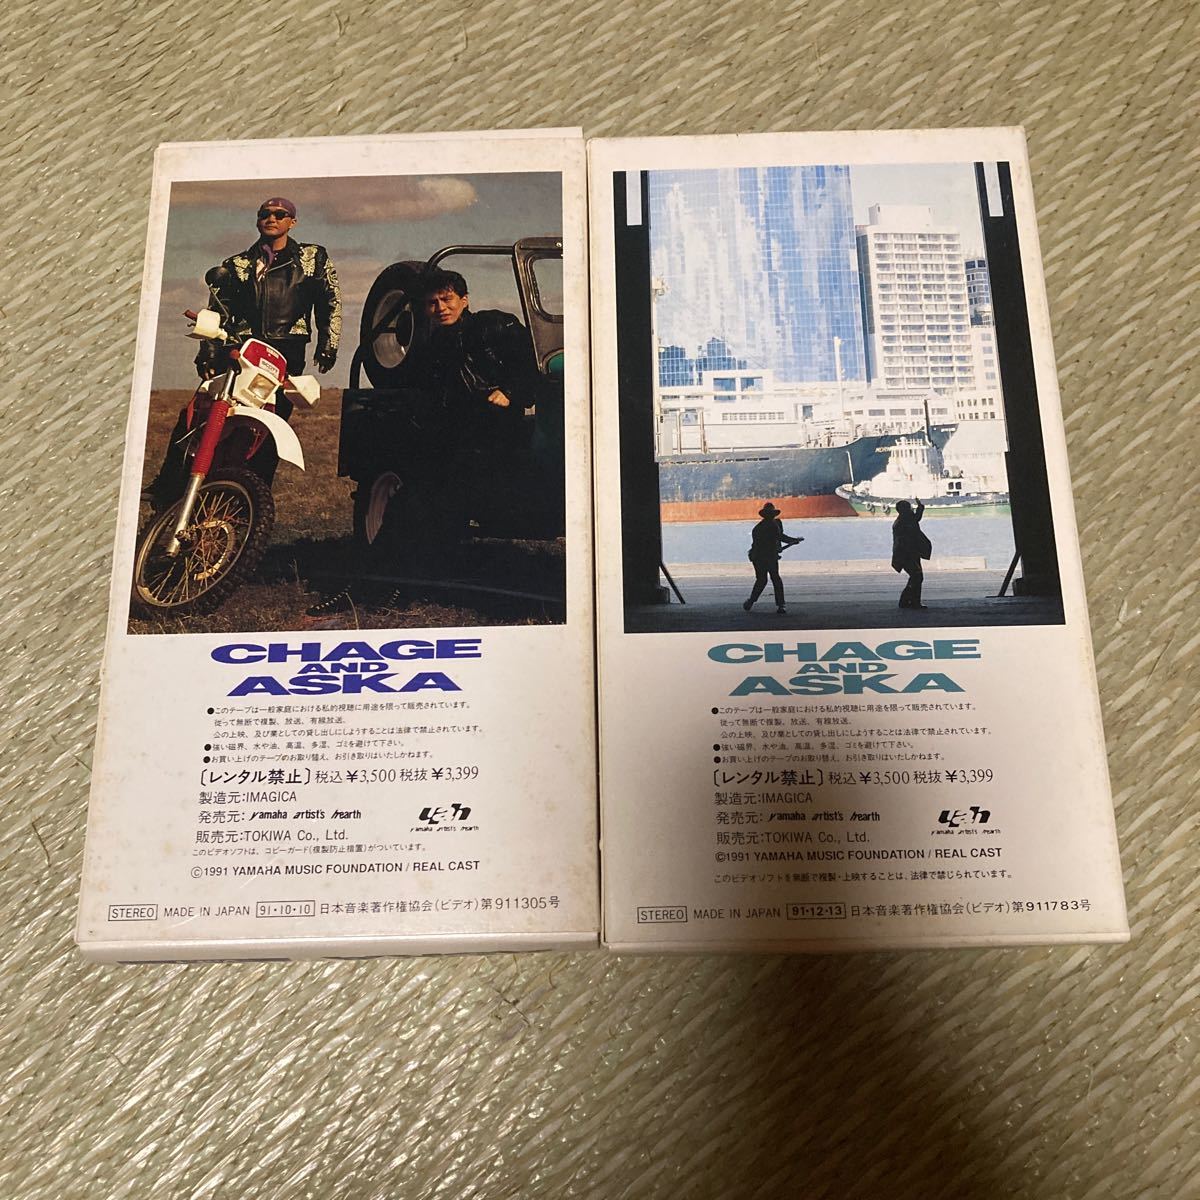 CHAGE
AND
ASKA
●このテープは一般家庭における私的視聴に用途を限って販売されています。
従って無断で複製、放送、有線放送、
公の上映、及び業としての貸し出しにしようすることは法律で禁止されています。
●強い磁界、水や油、高温、多湿、ゴミを避けて下さい。
●お買い上げのテープのお取り替え、お引き取りはいたしかねます。
〔レンタル禁止〕税込¥3,500 税抜¥3,399
製造元:IMAGICA
発売元: yamaha artist's hearth
yah
yamaha artist's hearth
販売元:TOKIWA Co., Ltd.
このビデオソフトは、コピーガード(複製防止措置)がついています。
©1991 YAMAHA MUSIC FOUNDATION / REAL CAST
STEREO MADE IN JAPAN 91・10・10 日本音楽著作権協会(ビデオ)第911305号
CHAGE
AND
ASKA
●このテープは一般家庭における私的視聴に用途を限って販売されています。
従って無断で複製、放送、有線放送、
公の上映、及び業としての貸し出しにしようすることは法律で禁止されています。
●強い磁界、水や油、高温、多湿、ゴミを避けて下さい。
●お買い上げのテープのお取り替え、お引き取りはいたしかねます。
〔レンタル禁止〕税込¥3,500 税抜¥3,399
製造元:IMAGICA
発売元: yamaha artist's hearth
yah
yamaha artist's hearth
販売元:TOKIWA Co., Ltd.
©1991 YAMAHA MUSIC FOUNDATION / REAL CAST
このビデオソフトを無断で複製・上映することは、法律で禁じられています。
STEREO MADE IN JAPAN 91・12・13 日本音楽著作権協会(ビデオ)第911783号